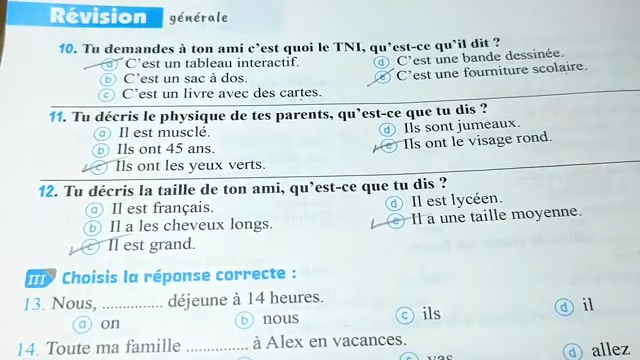 Révision générale
10. Tu demandes à ton ami c'est quoi le TNI, qu'est-ce qu'il dit ?
a C'est un tableau interactif.
d C'est une bande dessinée.
b C'est un sac à dos.
e C'est une fourniture scolaire.
c C'est un livre avec des cartes.
11. Tu décris le physique de tes parents, qu'est-ce que tu dis ?
a Il est musclé.
d Ils sont jumeaux.
b Ils ont 45 ans.
e Ils ont le visage rond.
c Ils ont les yeux verts.
12. Tu décris la taille de ton ami, qu'est-ce que tu dis ?
a Il est français.
d Il est lycéen.
b Il a les cheveux longs.
e Il a une taille moyenne.
c Il est grand.
III Choisis la réponse correcte :
13. Nous, .............. déjeune à 14 heures.
a on b nous c ils d il
14. Toute ma famille .............. à Alex en vacances.
d allez